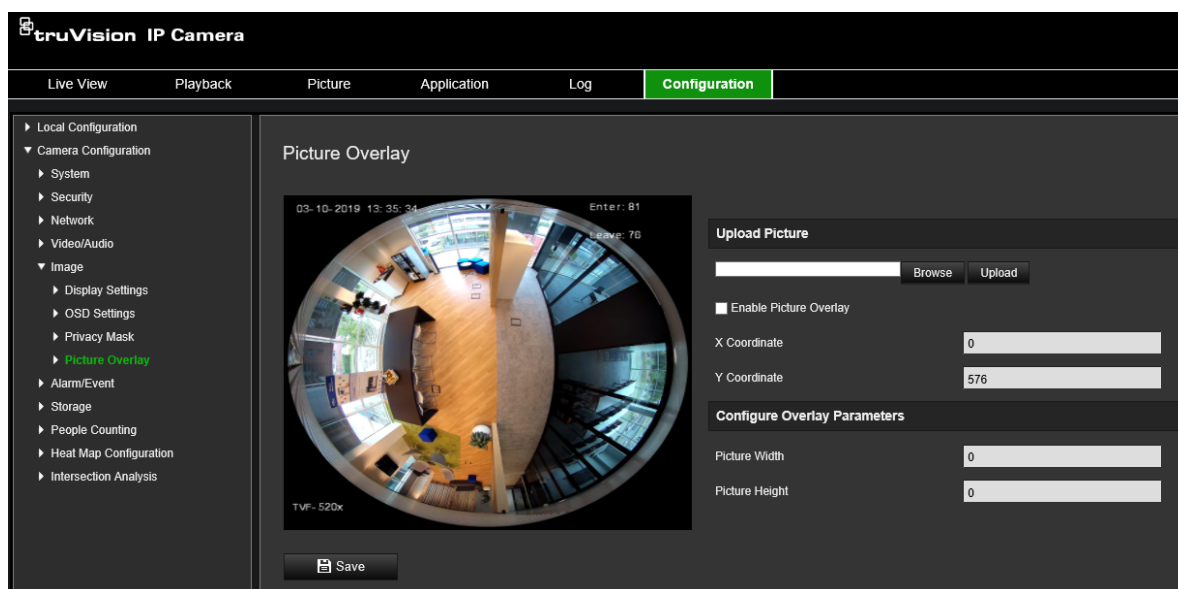 truVision IP Camera
Live View Playback Picture Application Log Configuration
Local Configuration
Camera Configuration
System
Security
Network
Video/Audio
Image
Display Settings
OSD Settings
Privacy Mask
Picture Overlay
Alarm/Event
Storage
People Counting
Heat Map Configuration
Intersection Analysis
Picture Overlay
03-10-2019 13:35:34
Enter: 81
Leave: 76
TVF-520x
Save
Upload Picture
Browse Upload
Enable Picture Overlay
X Coordinate 0
Y Coordinate 576
Configure Overlay Parameters
Picture Width 0
Picture Height 0